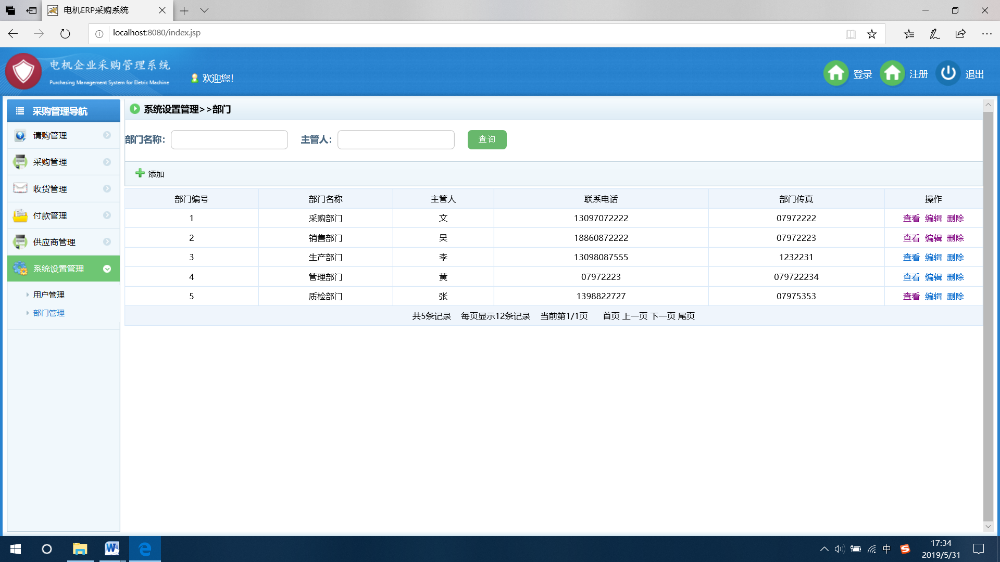 电机ERP采购系统
localhost:8080/index.jsp
电机企业采购管理系统
Purchasing Management System for Eletric Machine
欢迎您!
登录 注册 退出
采购管理导航
请购管理
采购管理
收货管理
付款管理
供应商管理
系统设置管理
用户管理
部门管理
系统设置管理>>部门
部门名称: 主管人: 查询
添加
部门编号 部门名称 主管人 联系电话 部门传真 操作
1 采购部门 文 13097072222 07972222 查看 编辑 删除
2 销售部门 吴 18860872222 07972223 查看 编辑 删除
3 生产部门 李 13098087555 1232231 查看 编辑 删除
4 管理部门 黄 07972223 079722234 查看 编辑 删除
5 质检部门 张 1398822727 07975353 查看 编辑 删除
共5条记录 每页显示12条记录 当前第1/1页 首页 上一页 下一页 尾页
中
17:34
2019/5/31